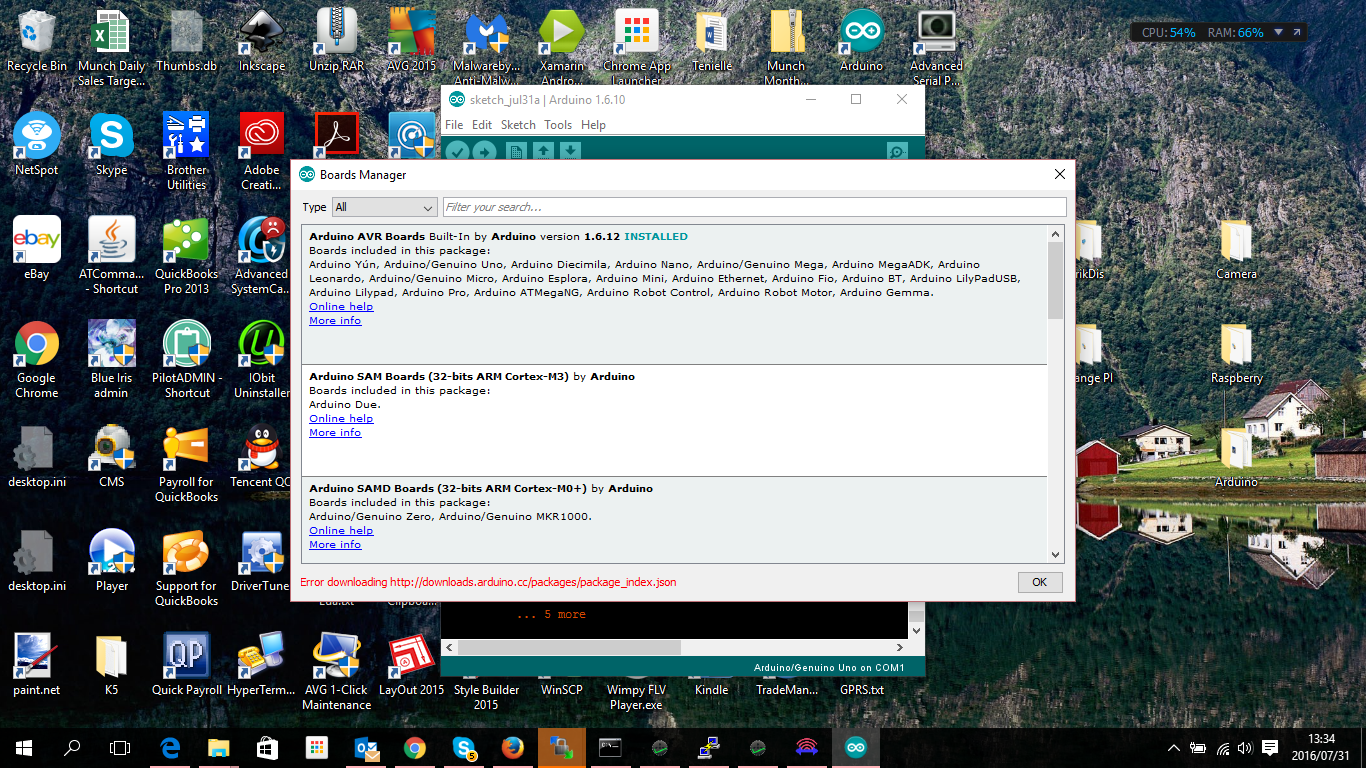 Recycle Bin
Munch Daily
Sales Targe...
Thumbs.db
Inkscape
Unzip RAR
AVG 2015
Malwareby...
Anti-Malw...
Xamarin
Andro...
Chrome App
Launcher
Tenielle
Munch
Month...
Arduino
Advanced
Serial P...
CPU: 54% RAM: 66%
sketch_jul31a | Arduino 1.6.10
File Edit Sketch Tools Help
NetSpot
Skype
Brother
Utilities
Adobe
Creati...
Boards Manager
Type All Filter your search...
Arduino AVR Boards Built-In by Arduino version 1.6.12 INSTALLED
Boards included in this package:
Arduino Yún, Arduino/Genuino Uno, Arduino Diecimila, Arduino Nano, Arduino/Genuino Mega, Arduino MegaADK, Arduino
Leonardo, Arduino/Genuino Micro, Arduino Esplora, Arduino Mini, Arduino Ethernet, Arduino Fio, Arduino BT, Arduino LilyPadUSB,
Arduino Lilypad, Arduino Pro, Arduino ATMegaNG, Arduino Robot Control, Arduino Robot Motor, Arduino Gemma.
Online help
More info
Arduino SAM Boards (32-bits ARM Cortex-M3) by Arduino
Boards included in this package:
Arduino Due.
Online help
More info
Arduino SAMD Boards (32-bits ARM Cortex-M0+) by Arduino
Boards included in this package:
Arduino/Genuino Zero, Arduino/Genuino MKR1000.
Online help
More info
Error downloading http://downloads.arduino.cc/packages/package_index.json
OK
ebay
eBay
ATComma...
- Shortcut
QuickBooks
Pro 2013
Advanced
SystemCa...
rikDis
Camera
Google
Chrome
Blue Iris
admin
PilotADMIN -
Shortcut
IObit
Uninstaller
ange PI
Raspberry
desktop.ini
CMS
Payroll for
QuickBooks
Tencent QQ
Arduino
desktop.ini
Player
Support for
QuickBooks
DriverTune
... 5 more
Arduino/Genuino Uno on COM1
paint.net
K5
QP
Quick Payroll
HyperTerm...
AVG 1-Click
Maintenance
LayOut 2015
Style Builder
2015
WinSCP
Wimpy FLV
Player.exe
Kindle
TradeMan...
GPRS.txt
5
13:34
2016/07/31